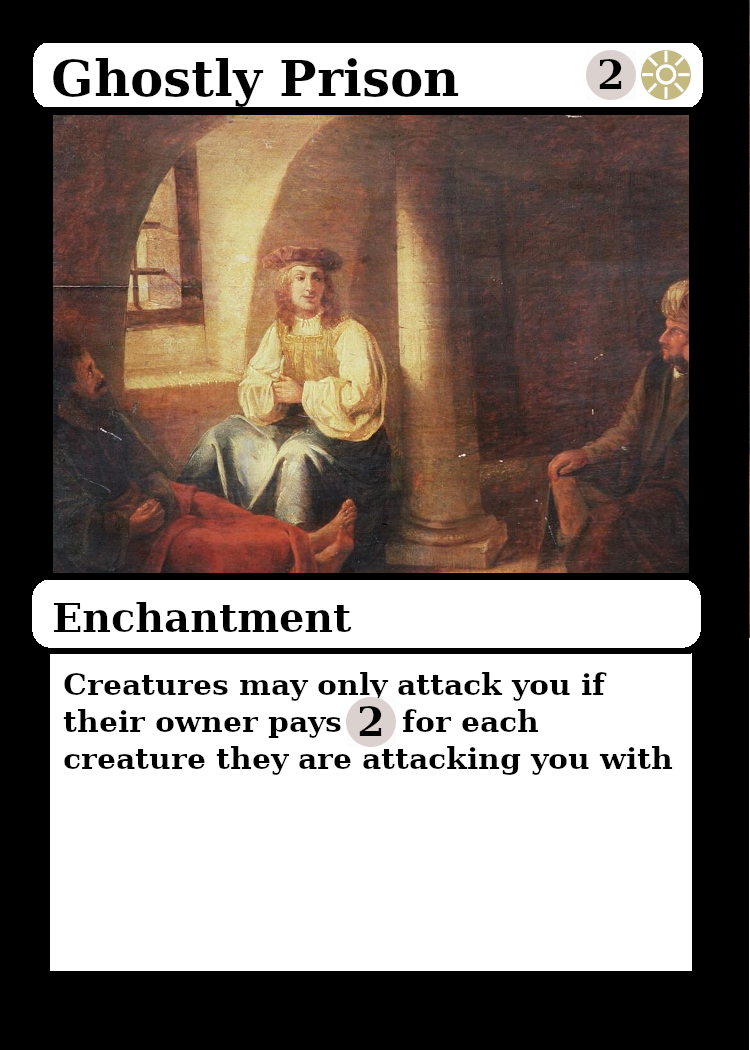 Ghostly Prison 2
Enchantment
Creatures may only attack you if
their owner pays 2 for each
creature they are attacking you with